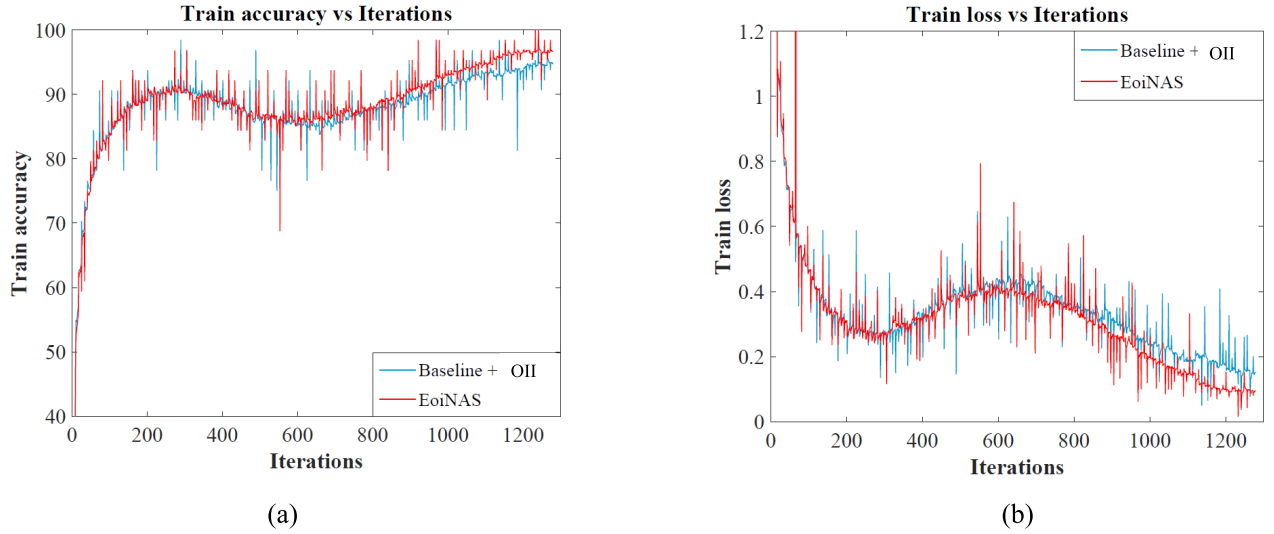 Train accuracy vs Iterations
100
90
80
70
60
50
40
Train accuracy
Baseline + OII
EoiNAS
0 200 400 600 800 1000 1200
Iterations
(a)
Train loss vs Iterations
1.2
1
0.8
0.6
0.4
0.2
0
Train loss
Baseline + OII
EoiNAS
0 200 400 600 800 1000 1200
Iterations
(b)